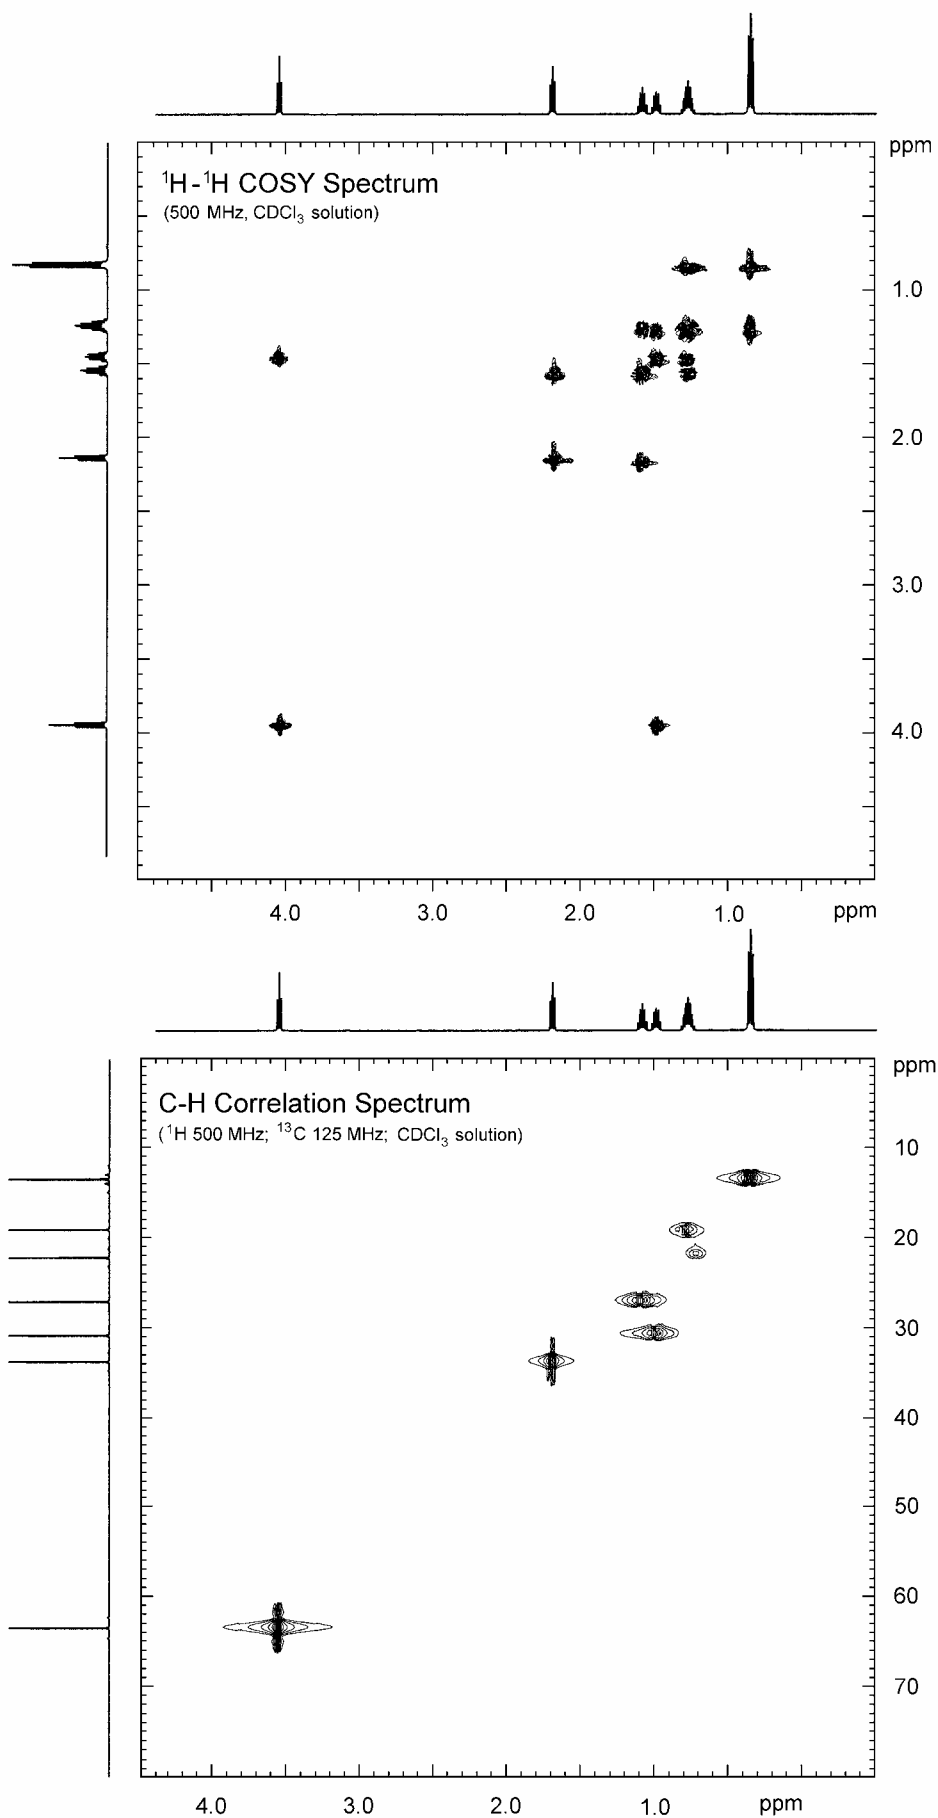 ppm
¹H-¹H COSY Spectrum
(500 MHz, CDCl₃ solution)
1.0
2.0
3.0
4.0
4.0 3.0 2.0 1.0 ppm
ppm
C-H Correlation Spectrum
(¹H 500 MHz; ¹³C 125 MHz; CDCl₃ solution)
10
20
30
40
50
60
70
4.0 3.0 2.0 1.0 ppm